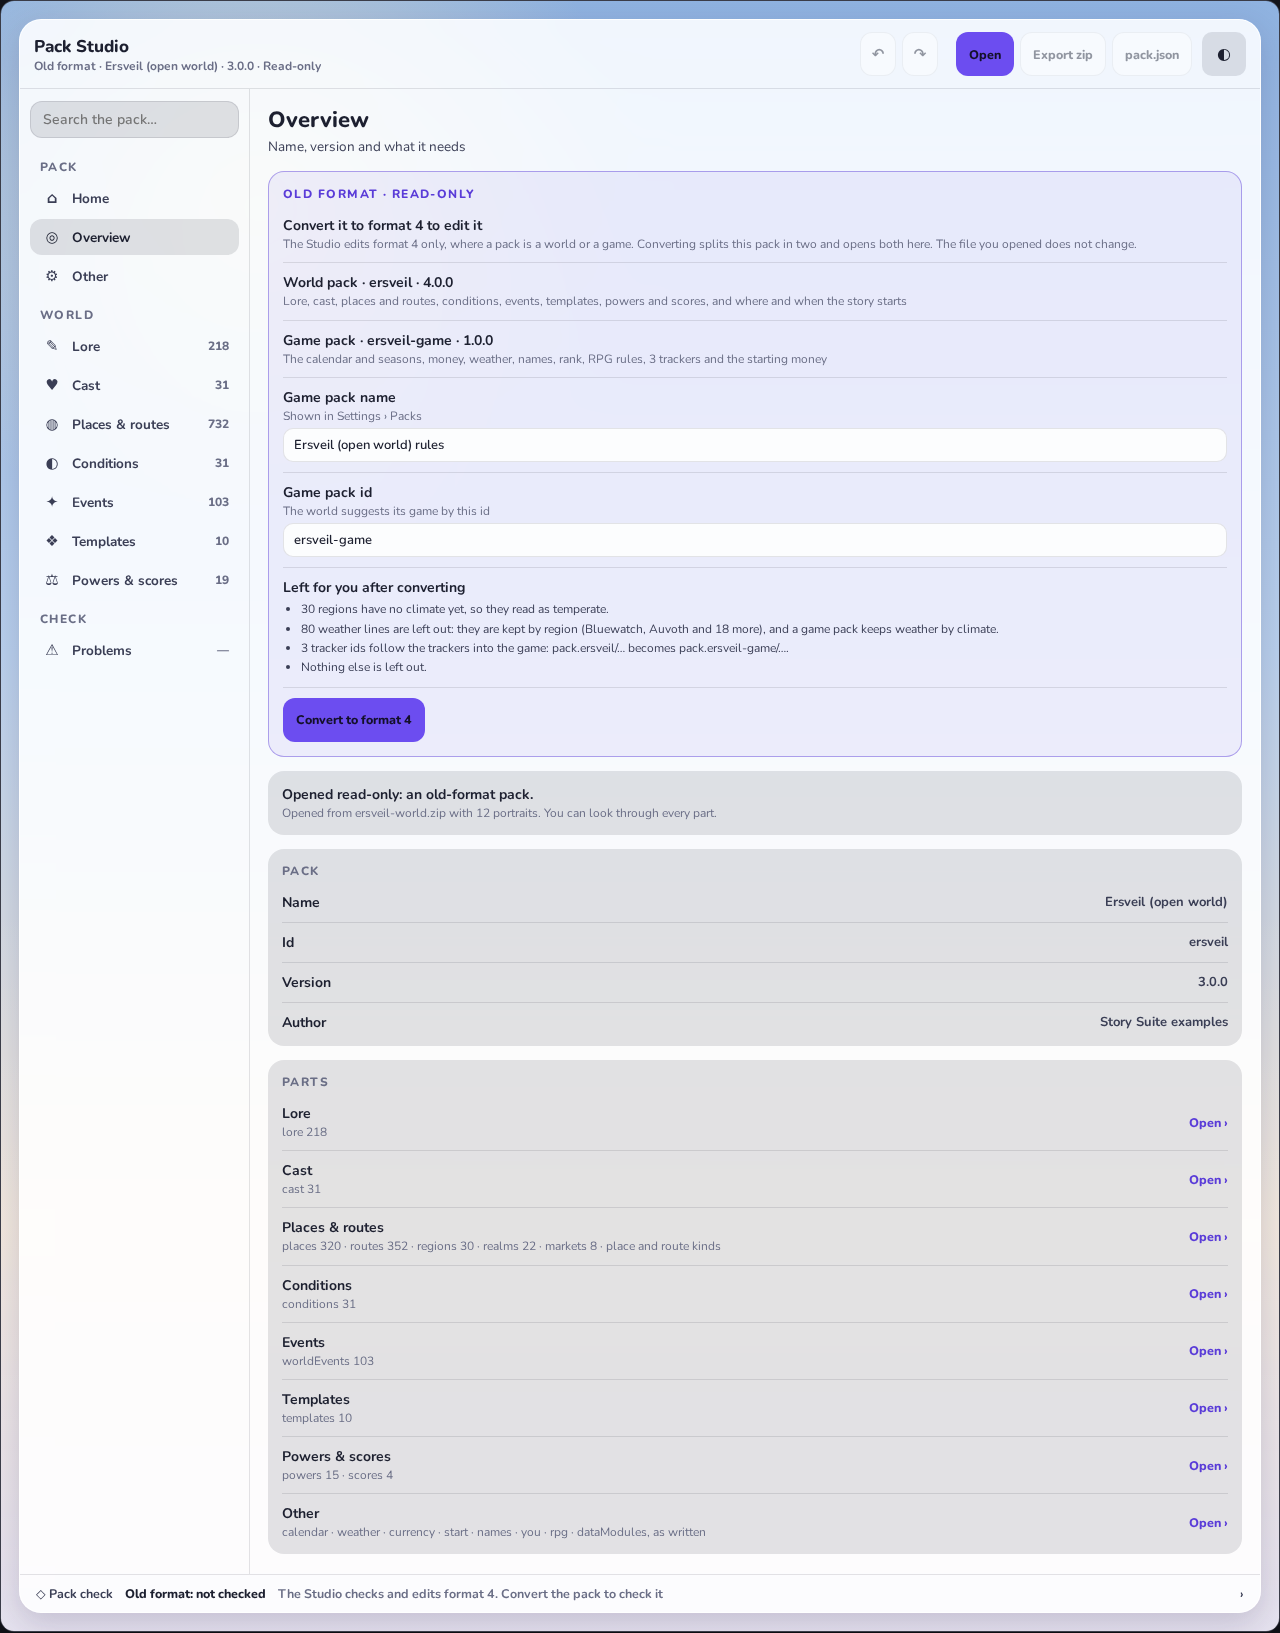 Pack Studio
Old format · Ersveil (open world) · 3.0.0 · Read-only
Open
Export zip
pack.json
Search the pack...
PACK
Home
Overview
Other
WORLD
Lore 218
Cast 31
Places & routes 732
Conditions 31
Events 103
Templates 10
Powers & scores 19
CHECK
Problems —
Overview
Name, version and what it needs
OLD FORMAT · READ-ONLY
Convert it to format 4 to edit it
The Studio edits format 4 only, where a pack is a world or a game. Converting splits this pack in two and opens both here. The file you opened does not change.
World pack · ersveil · 4.0.0
Lore, cast, places and routes, conditions, events, templates, powers and scores, and where and when the story starts
Game pack · ersveil-game · 1.0.0
The calendar and seasons, money, weather, names, rank, RPG rules, 3 trackers and the starting money
Game pack name
Shown in Settings › Packs
Ersveil (open world) rules
Game pack id
The world suggests its game by this id
ersveil-game
Left for you after converting
• 30 regions have no climate yet, so they read as temperate.
• 80 weather lines are left out: they are kept by region (Bluewatch, Auvoth and 18 more), and a game pack keeps weather by climate.
• 3 tracker ids follow the trackers into the game: pack.ersveil/… becomes pack.ersveil-game/….
• Nothing else is left out.
Convert to format 4
Opened read-only: an old-format pack.
Opened from ersveil-world.zip with 12 portraits. You can look through every part.
PACK
Name Ersveil (open world)
Id ersveil
Version 3.0.0
Author Story Suite examples
PARTS
Lore
lore 218
Open ›
Cast
cast 31
Open ›
Places & routes
places 320 · routes 352 · regions 30 · realms 22 · markets 8 · place and route kinds
Open ›
Conditions
conditions 31
Open ›
Events
worldEvents 103
Open ›
Templates
templates 10
Open ›
Powers & scores
powers 15 · scores 4
Open ›
Other
calendar · weather · currency · start · names · you · rpg · dataModules, as written
Open ›
◇ Pack check Old format: not checked The Studio checks and edits format 4. Convert the pack to check it ›